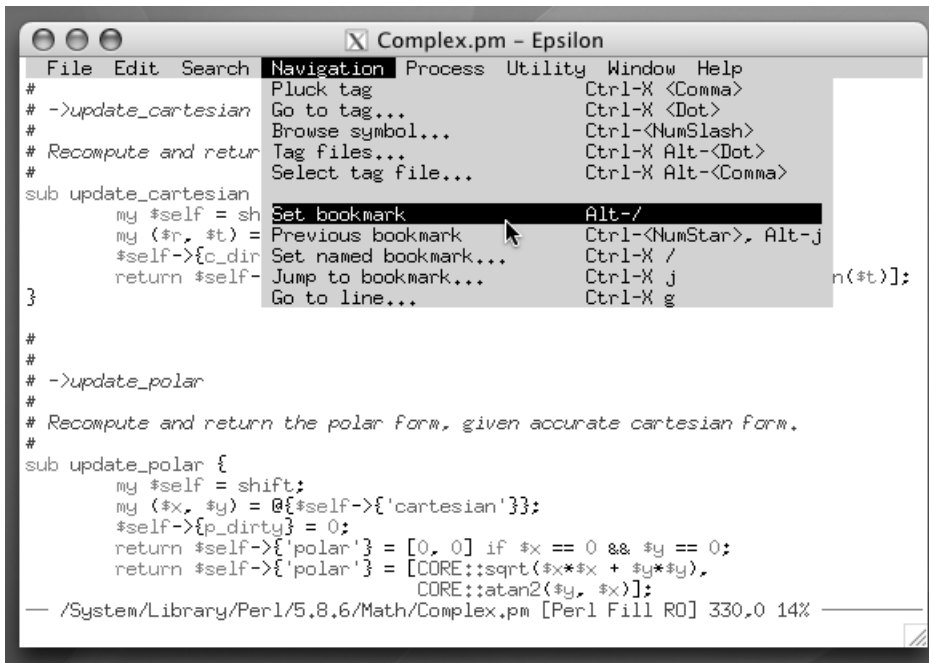 Complex.pm – Epsilon
File Edit Search Navigation Process Utility Window Help
#
# ->update_cartesian
#
# Recompute and retur
#
sub update_cartesian
my $self = sh
my ($r, $t) =
$self->{c_dir
return $self-
n($t)];
}
Pluck tag Ctrl-X <Comma>
Go to tag... Ctrl-X <Dot>
Browse symbol... Ctrl-<NumSlash>
Tag files... Ctrl-X Alt-<Dot>
Select tag file... Ctrl-X Alt-<Comma>
Set bookmark Alt-/
Previous bookmark Ctrl-<NumStar>, Alt-j
Set named bookmark... Ctrl-X /
Jump to bookmark... Ctrl-X j
Go to line... Ctrl-X g
#
#
# ->update_polar
#
# Recompute and return the polar form, given accurate cartesian form.
#
sub update_polar {
my $self = shift;
my ($x, $y) = @{$self->{'cartesian'}};
$self->{p_dirty} = 0;
return $self->{'polar'} = [0, 0] if $x == 0 && $y == 0;
return $self->{'polar'} = [CORE::sqrt($x*$x + $y*$y),
CORE::atan2($y, $x)];
/System/Library/Perl/5.8.6/Math/Complex.pm [Perl Fill RO] 330,0 14%